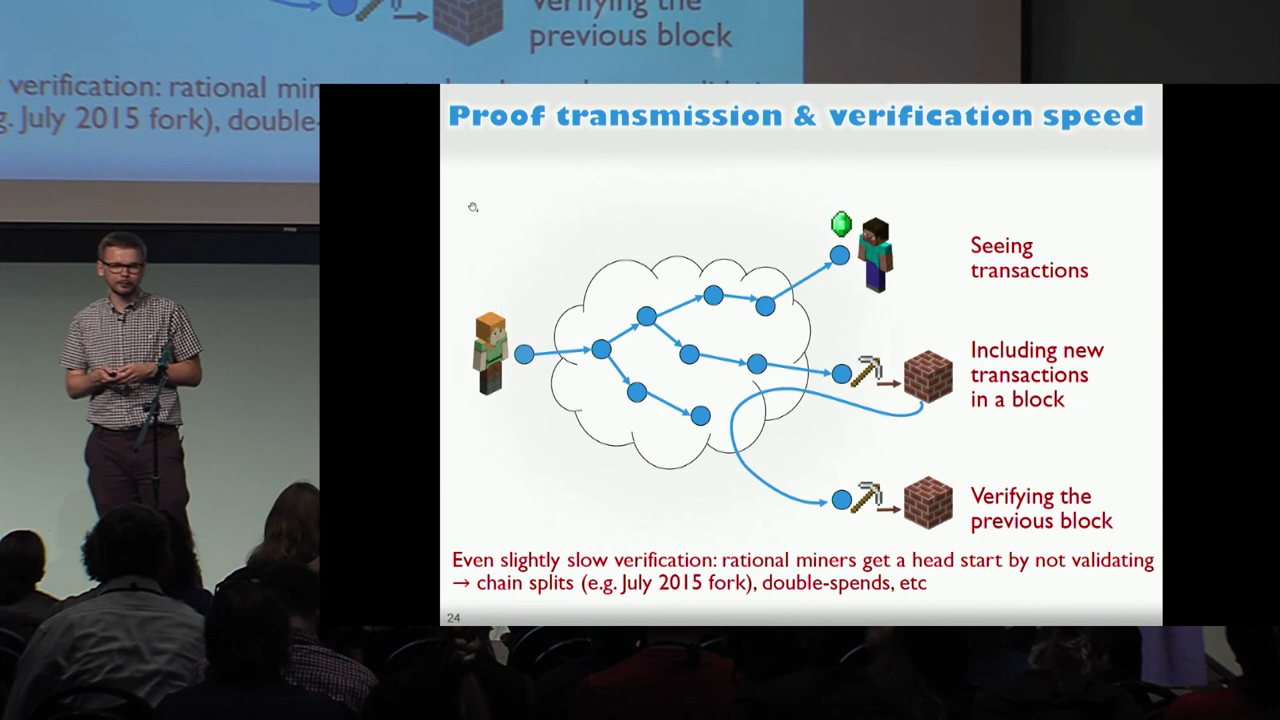 verifying the
previous block
verification: rational min
g. July 2015 fork), double-
Proof transmission & verification speed
Seeing
transactions
Including new
transactions
in a block
Verifying the
previous block
Even slightly slow verification: rational miners get a head start by not validating
→ chain splits (e.g. July 2015 fork), double-spends, etc
24